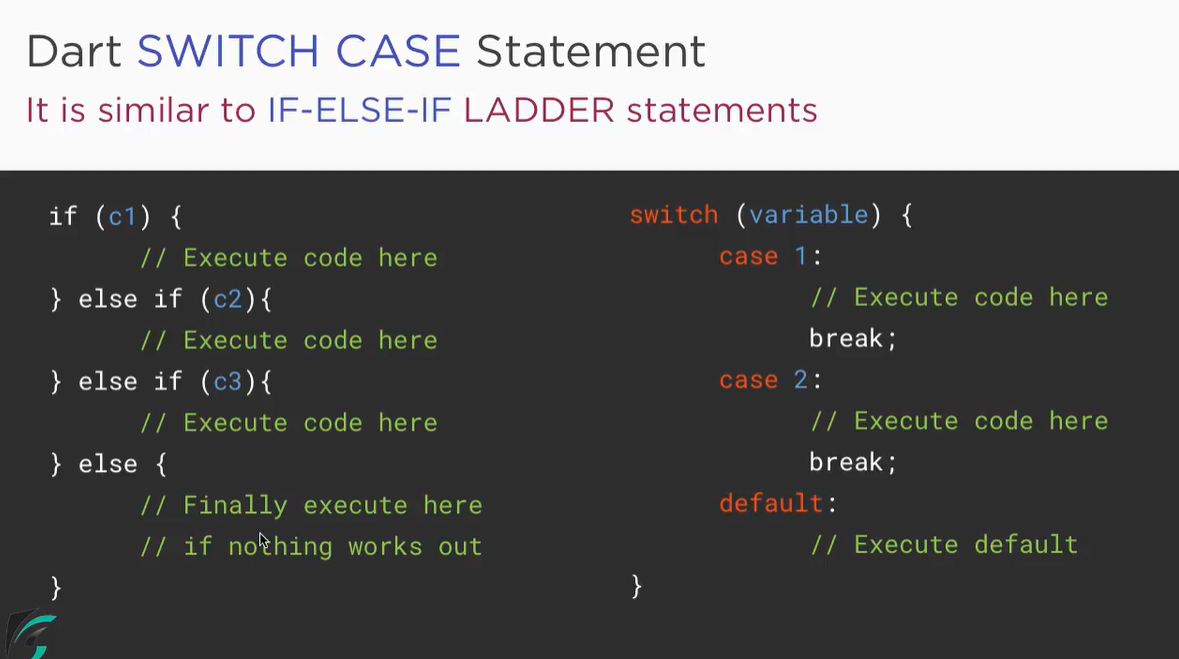 Dart SWITCH CASE Statement
It is similar to IF-ELSE-IF LADDER statements
if (c1) {
// Execute code here
} else if (c2){
// Execute code here
} else if (c3){
// Execute code here
} else {
// Finally execute here
// if nothing works out
}
switch (variable) {
case 1:
// Execute code here
break;
case 2:
// Execute code here
break;
default:
// Execute default
}